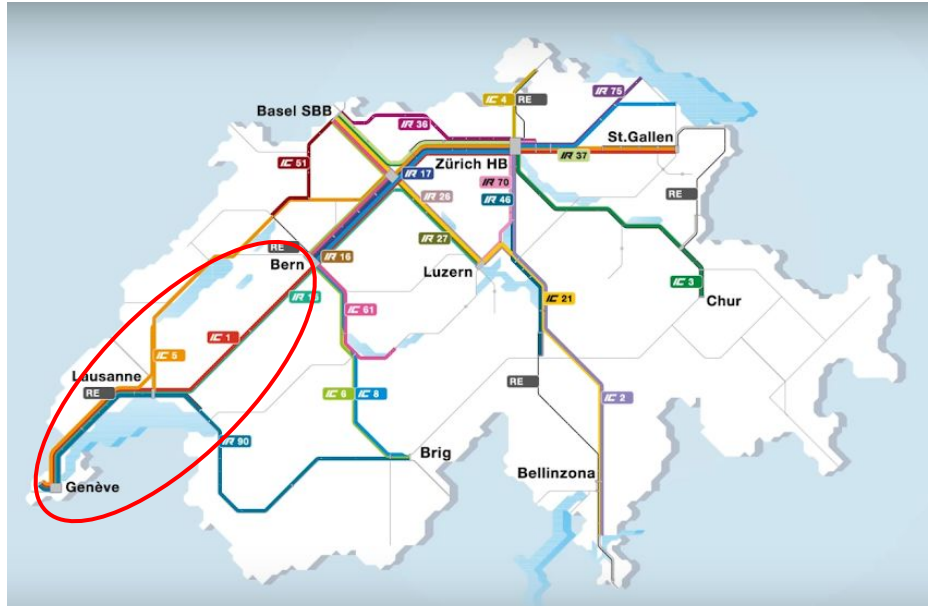 IR 75
IC 4
RE
Basel SBB
IR 36
St.Gallen
IR 37
Zürich HB
IC 51
IR 17
IR 70
RE
IR 26
IR 46
IR 27
RE
IR 16
Bern
Luzern
IC 3
IR
IC 21
Chur
IC 61
IC 1
IC 5
Lausanne
RE
RE
IC 6
IC 8
IC 2
IR 90
Brig
Bellinzona
Genève